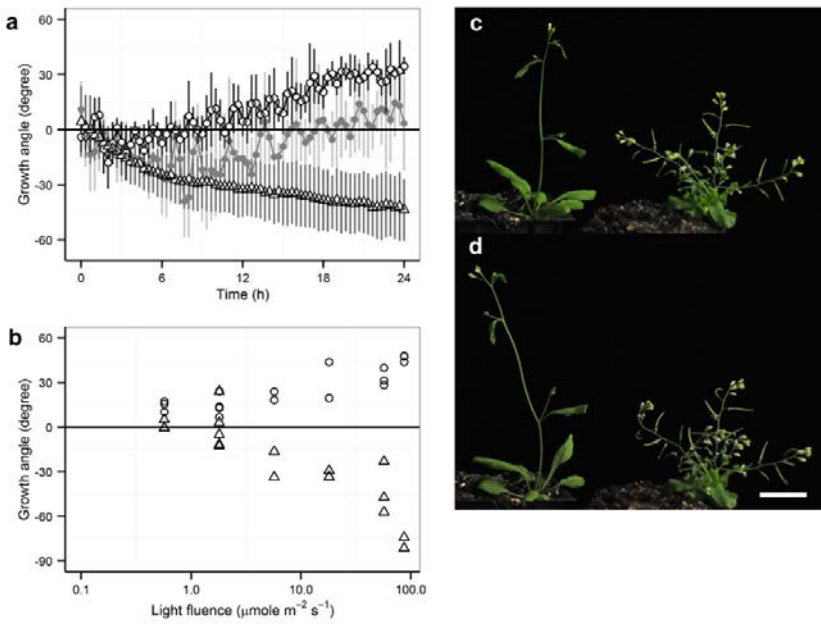 a
60
30
0
-30
-60
Growth angle (degree)
0 6 12 18 24
Time (h)
b
60
30
0
-30
-60
-90
Growth angle (degree)
0.1 1.0 10.0 100.0
Light fluence (μmole m⁻² s⁻¹)
c
d